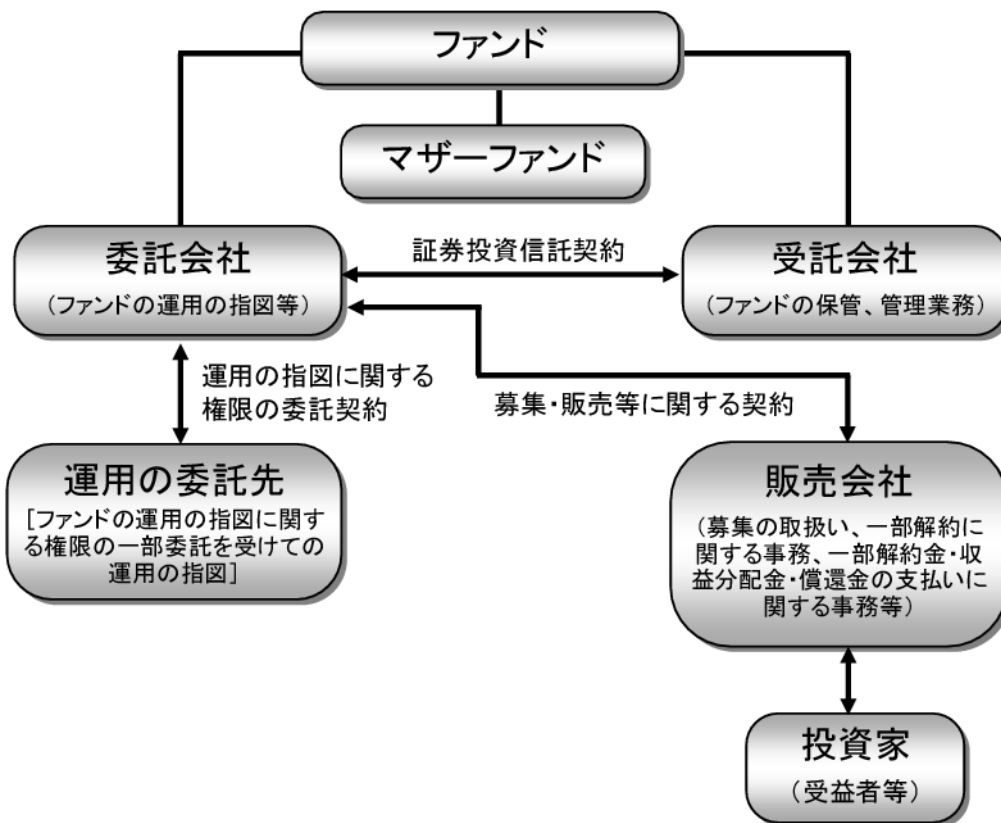 ファンド
マザーファンド
委託会社
(ファンドの運用の指図等)
証券投資信託契約
受託会社
(ファンドの保管、管理業務)
運用の指図に関する
権限の委託契約
募集・販売等に関する契約
運用の委託先
[ファンドの運用の指図に関す
る権限の一部委託を受けての
運用の指図]
販売会社
(募集の取扱い、一部解約に
関する事務、一部解約金・収
益分配金・償還金の支払いに
関する事務等)
投資家
(受益者等)